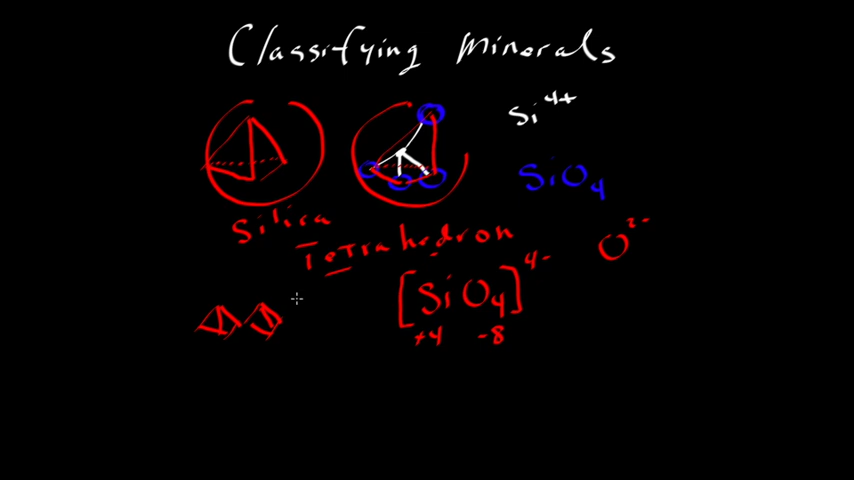 Classifying Minerals
Si⁴⁺
SiO₄
Silica
Tetrahedron
O²⁻
[SiO₄]⁴⁻
+4 -8